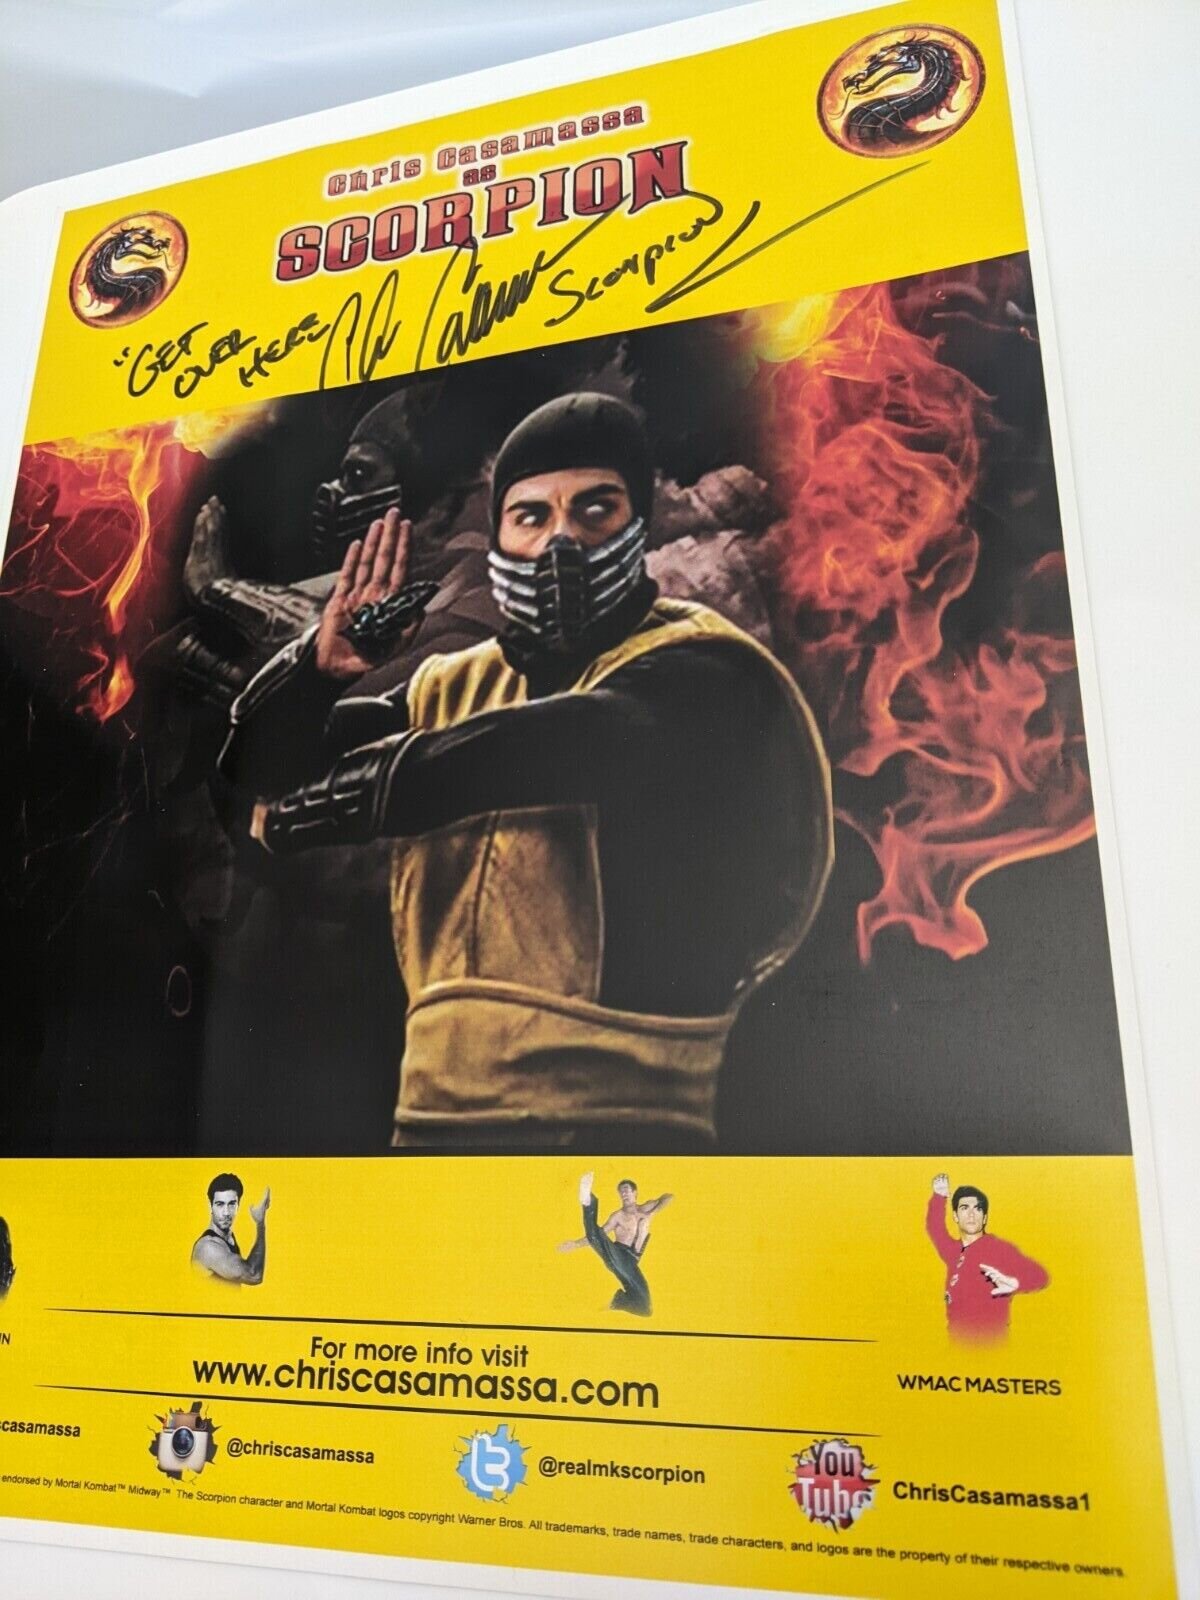 Chris Casamassa
as
SCORPION
"GET
OVER
HERE
Scorpion
WMAC MASTERS
For more info visit
www.chriscasamassa.com
@chriscasamassa
@realmkscorpion
You
Tube
ChrisCasamassa1
endorsed by Mortal Kombat™ Midway™ The Scorpion character and Mortal Kombat logos copyright Warner Bros. All trademarks, trade names, trade characters, and logos are the property of their respective owners.